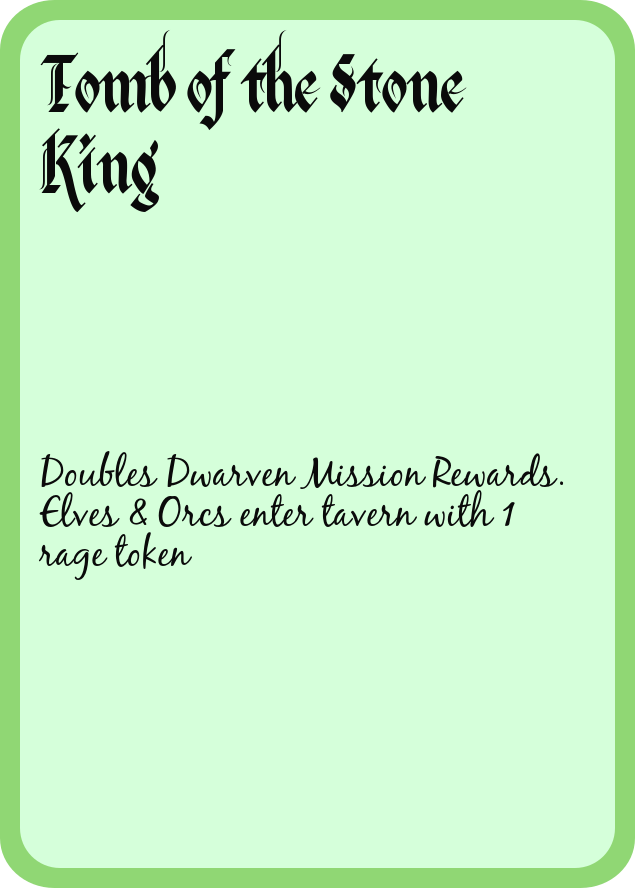 Tomb of the Stone
King
Doubles Dwarven Mission Rewards.
Elves & Orcs enter tavern with 1
rage token